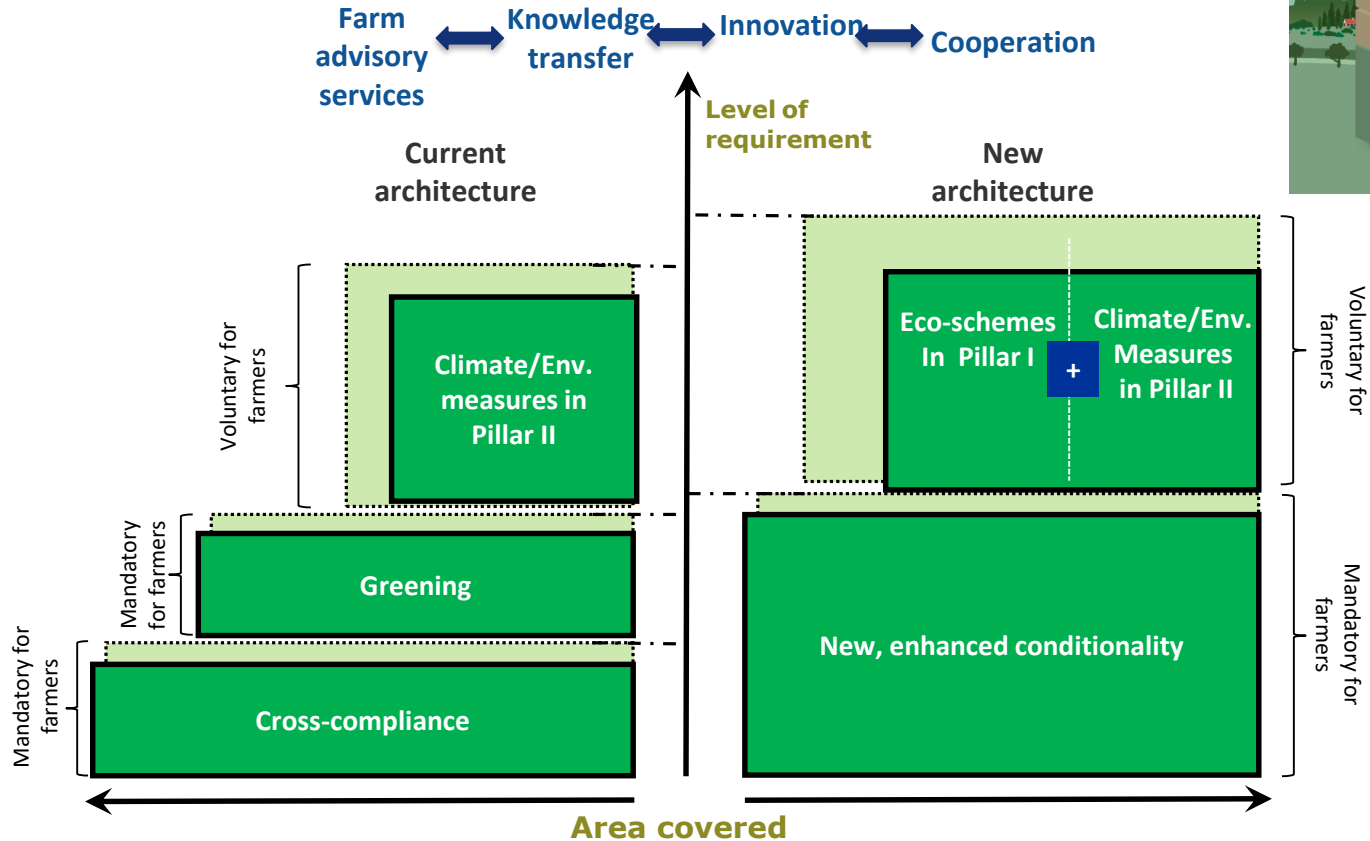 Farm
advisory
services
Knowledge
transfer
Innovation
Cooperation
Level of
requirement
Current
architecture
New
architecture
Voluntary for
farmers
Climate/Env.
measures in
Pillar II
Eco-schemes
In Pillar I
+
Climate/Env.
Measures
in Pillar II
Voluntary for
farmers
Mandatory
for farmers
Greening
Mandatory for
farmers
Cross-compliance
New, enhanced conditionality
Mandatory for
farmers
Area covered